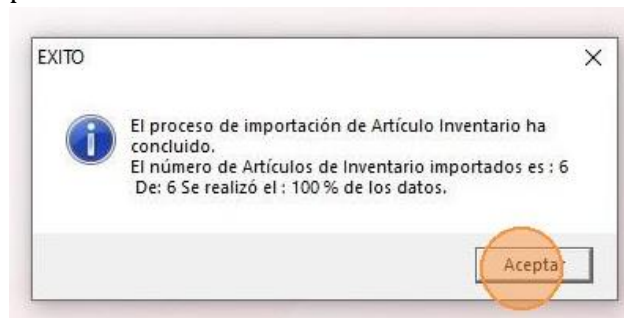 EXITO
El proceso de importación de Artículo Inventario ha
concluido.
El número de Artículos de Inventario importados es : 6
De: 6 Se realizó el : 100 % de los datos.
Aceptar